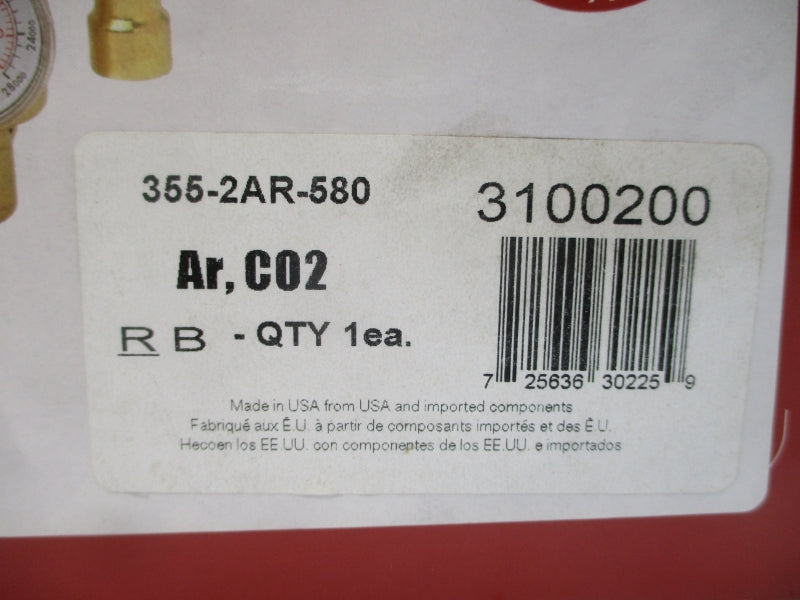 24000
28000
355-2AR-580
3100200
Ar, CO2
R B - QTY 1ea.
7 25636 30225 9
Made in USA from USA and imported components
Fabriqué aux É.U. à partir de composants importés et des É.U.
Hecoen los EE.UU. con componentes de los EE.UU. e importados